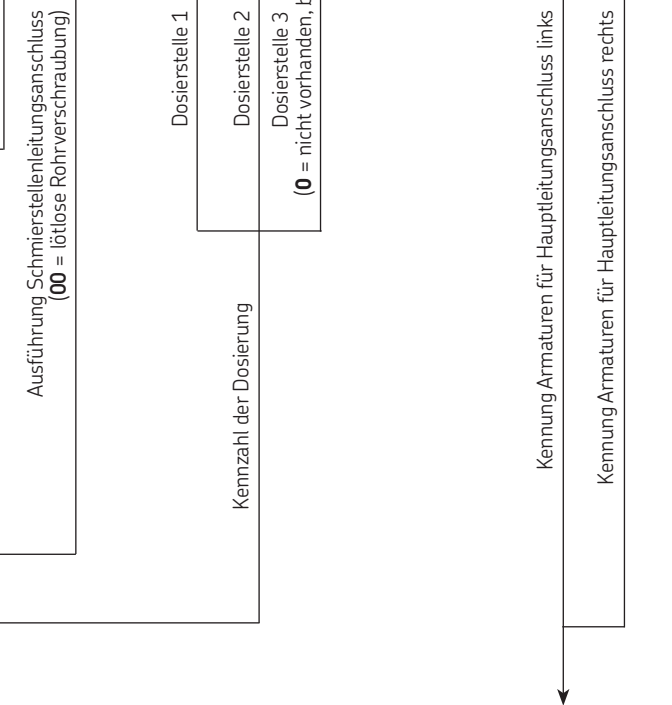 Ausführung Schmierstellenleitungsanschluss
(00 = lötlose Rohrverschraubung)
Kennzahl der Dosierung
Dosierstelle 1
Dosierstelle 2
Dosierstelle 3
(0 = nicht vorhanden, b
Kennung Armaturen für Hauptleitungsanschluss links
Kennung Armaturen für Hauptleitungsanschluss rechts